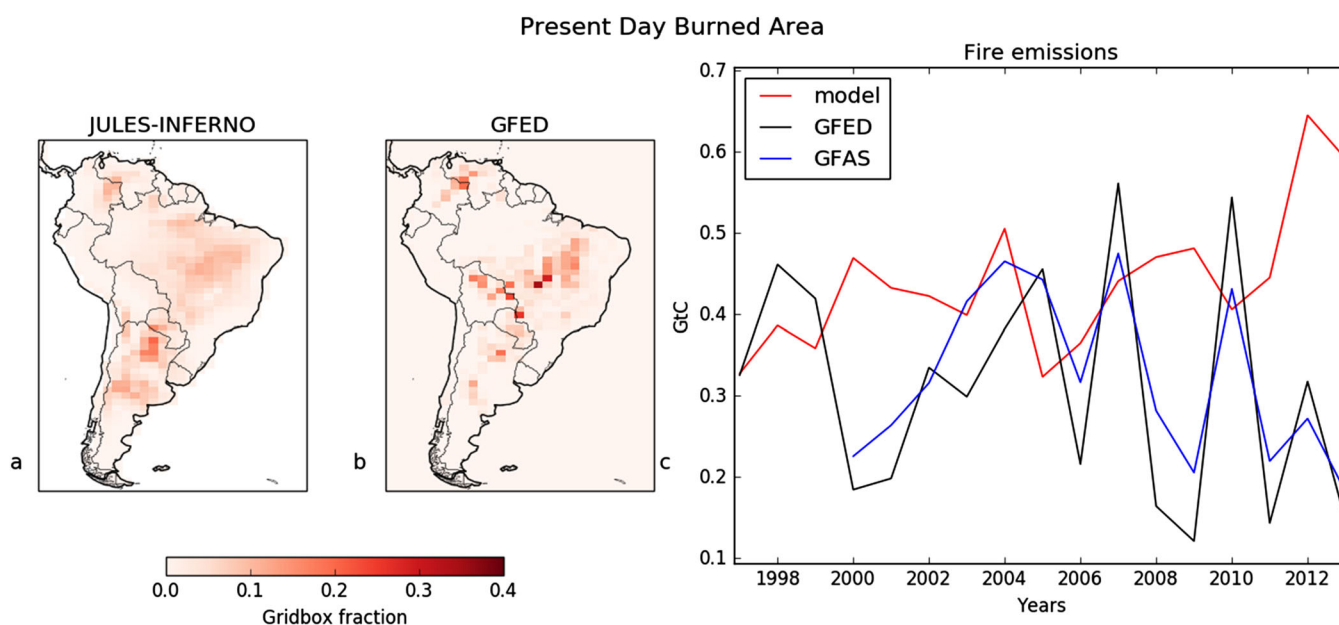 Present Day Burned Area
JULES-INFERNO
GFED
Fire emissions
a
b
c
0.0
0.1
0.2
0.3
0.4
Gridbox fraction
0.7
0.6
0.5
0.4
0.3
0.2
0.1
GtC
model
GFED
GFAS
1998
2000
2002
2004
2006
2008
2010
2012
Years